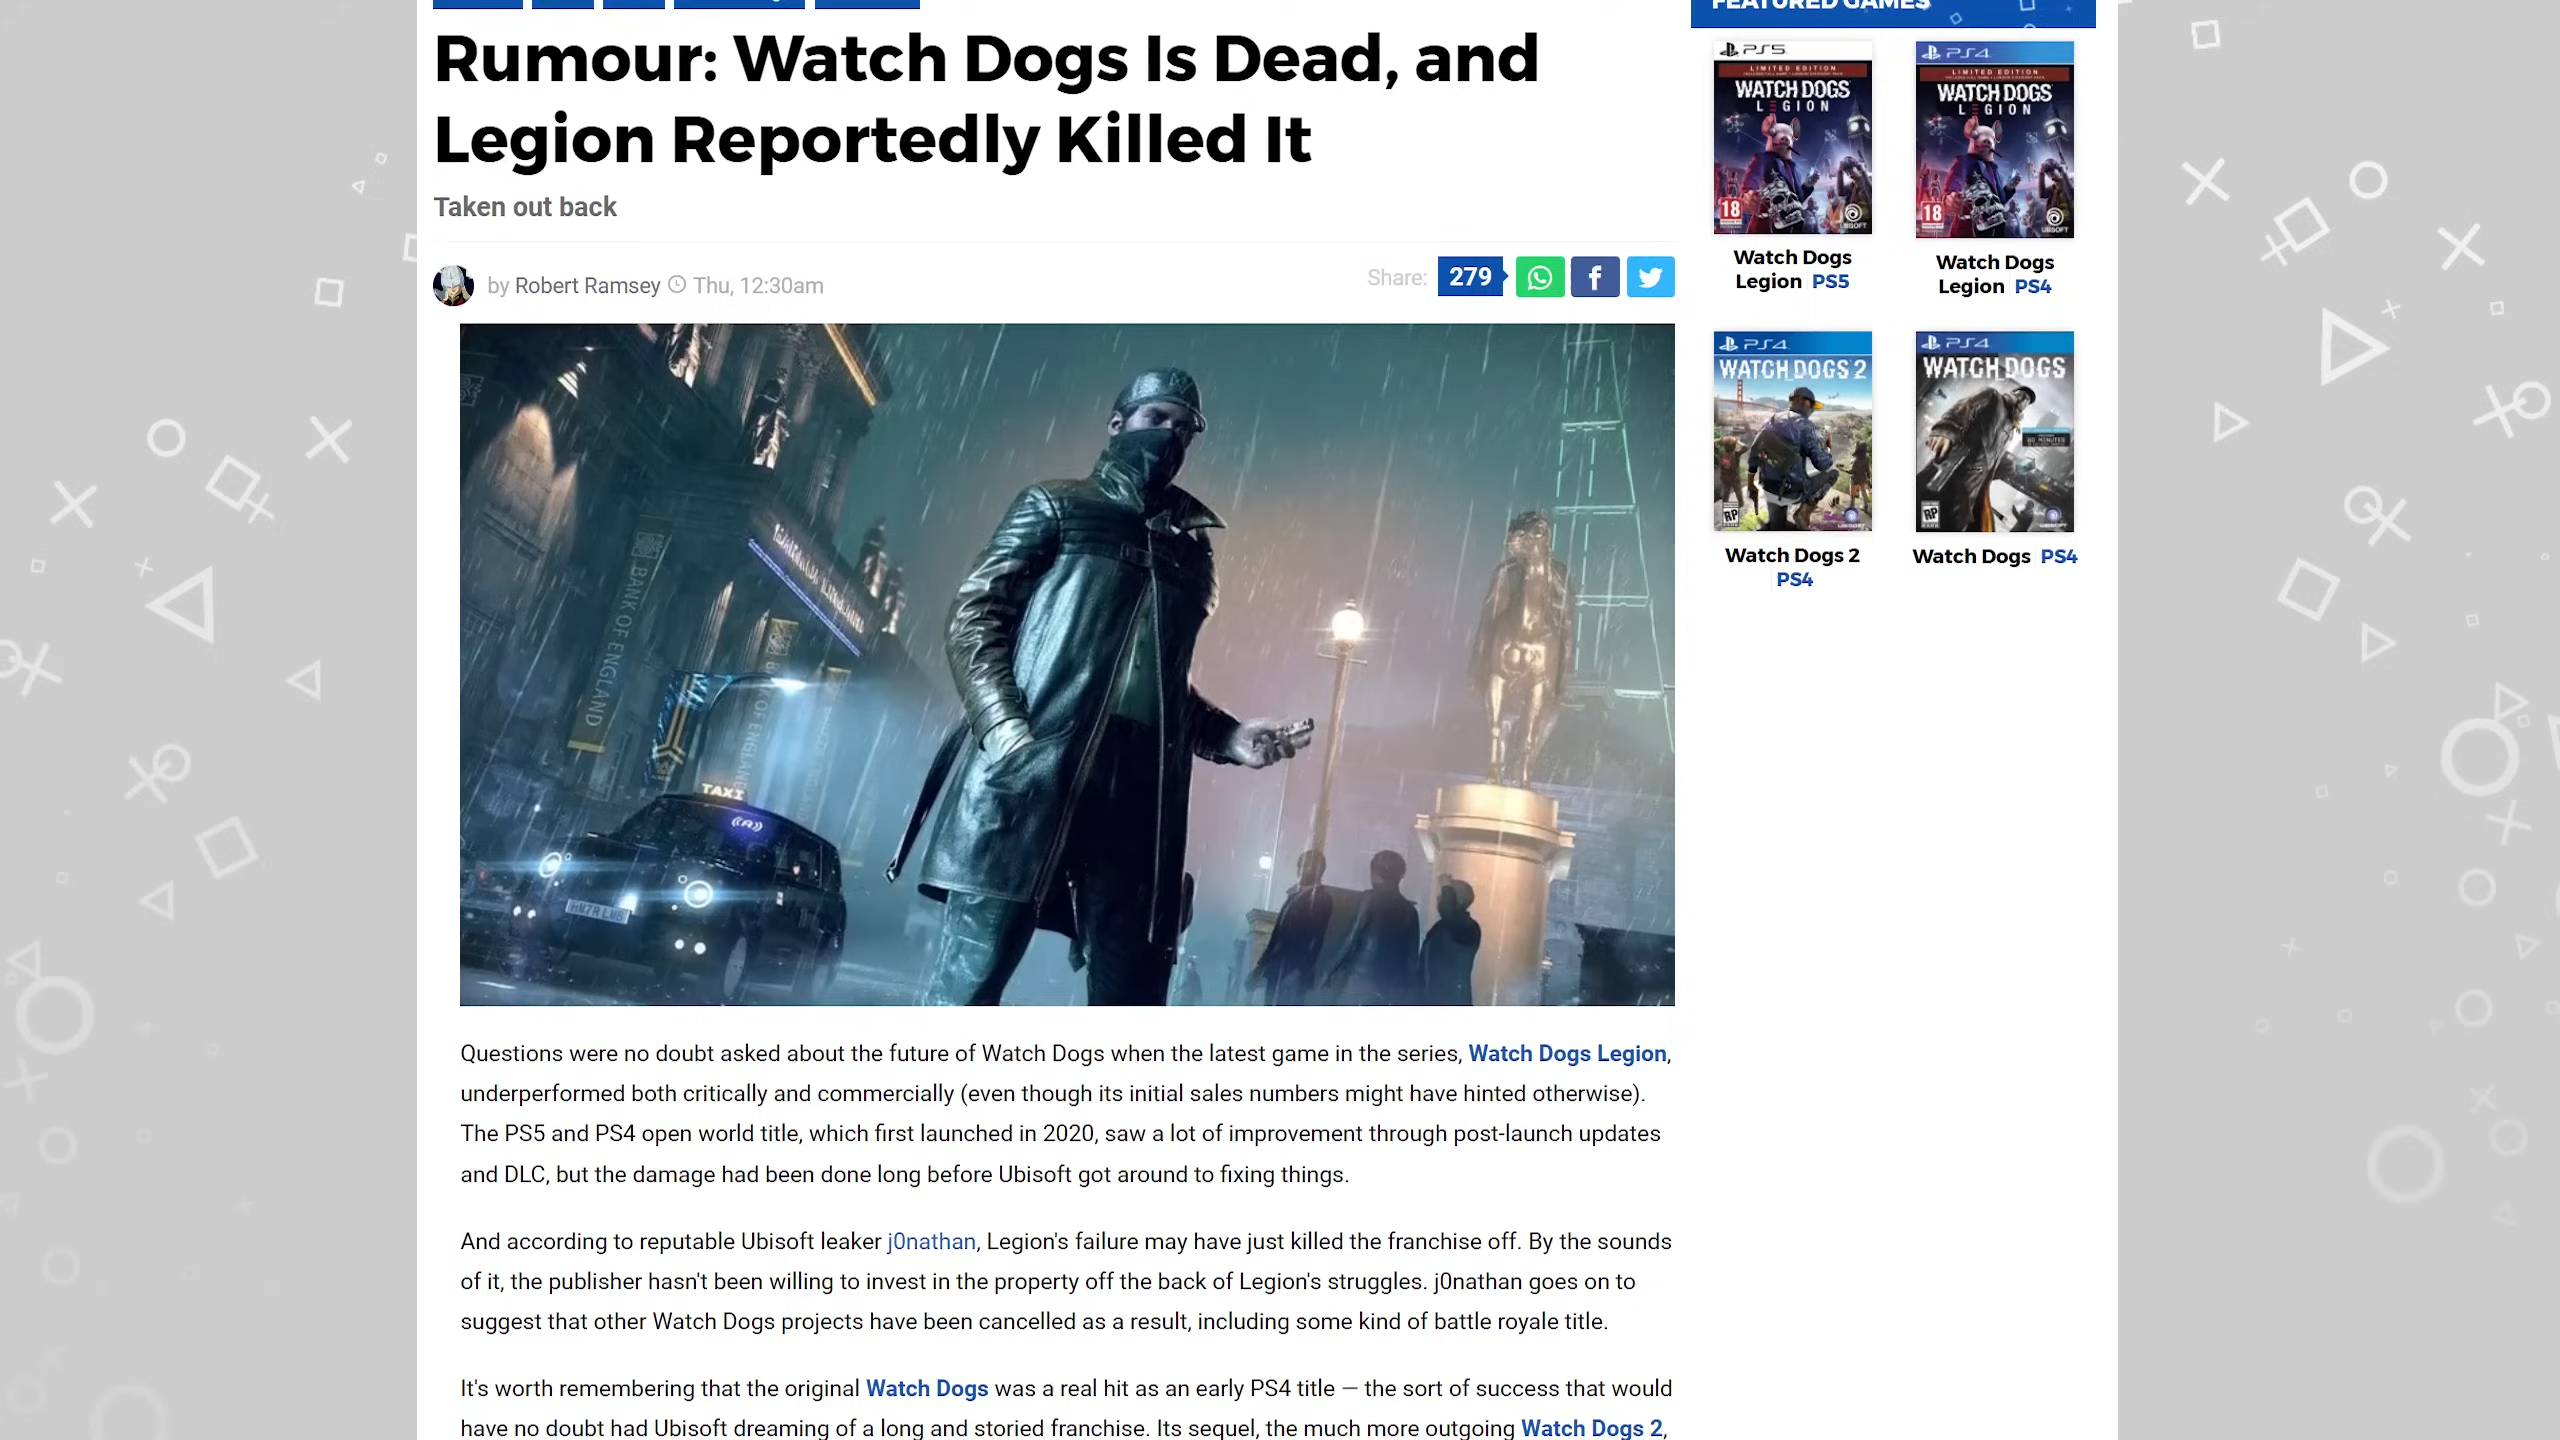 FEATURED GAMES
Rumour: Watch Dogs Is Dead, and
Legion Reportedly Killed It
Taken out back
by Robert Ramsey Thu, 12:30am
Share: 279
BANK OF ENGLAND
TAXI
Questions were no doubt asked about the future of Watch Dogs when the latest game in the series, Watch Dogs Legion,
underperformed both critically and commercially (even though its initial sales numbers might have hinted otherwise).
The PS5 and PS4 open world title, which first launched in 2020, saw a lot of improvement through post-launch updates
and DLC, but the damage had been done long before Ubisoft got around to fixing things.
And according to reputable Ubisoft leaker j0nathan, Legion's failure may have just killed the franchise off. By the sounds
of it, the publisher hasn't been willing to invest in the property off the back of Legion's struggles. j0nathan goes on to
suggest that other Watch Dogs projects have been cancelled as a result, including some kind of battle royale title.
It's worth remembering that the original Watch Dogs was a real hit as an early PS4 title — the sort of success that would
have no doubt had Ubisoft dreaming of a long and storied franchise. Its sequel, the much more outgoing Watch Dogs 2,
PS5
LIMITED EDITION
WATCH DOGS
LEGION
18
UBISOFT
Watch Dogs
Legion PS5
PS4
LIMITED EDITION
WATCH DOGS
LEGION
18
UBISOFT
Watch Dogs
Legion PS4
PS4
WATCH DOGS 2
RP
Watch Dogs 2
PS4
PS4
WATCH DOGS
RP
Watch Dogs PS4